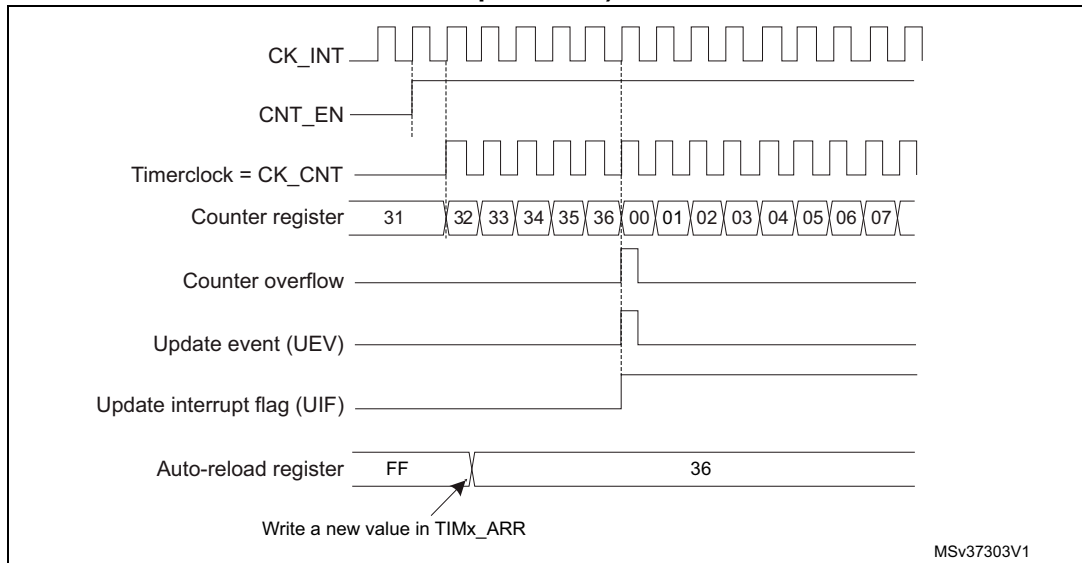 CK_INT
CNT_EN
Timerclock = CK_CNT
Counter register 31 32 33 34 35 36 00 01 02 03 04 05 06 07
Counter overflow
Update event (UEV)
Update interrupt flag (UIF)
Auto-reload register FF 36
Write a new value in TIMx_ARR
MSv37303V1